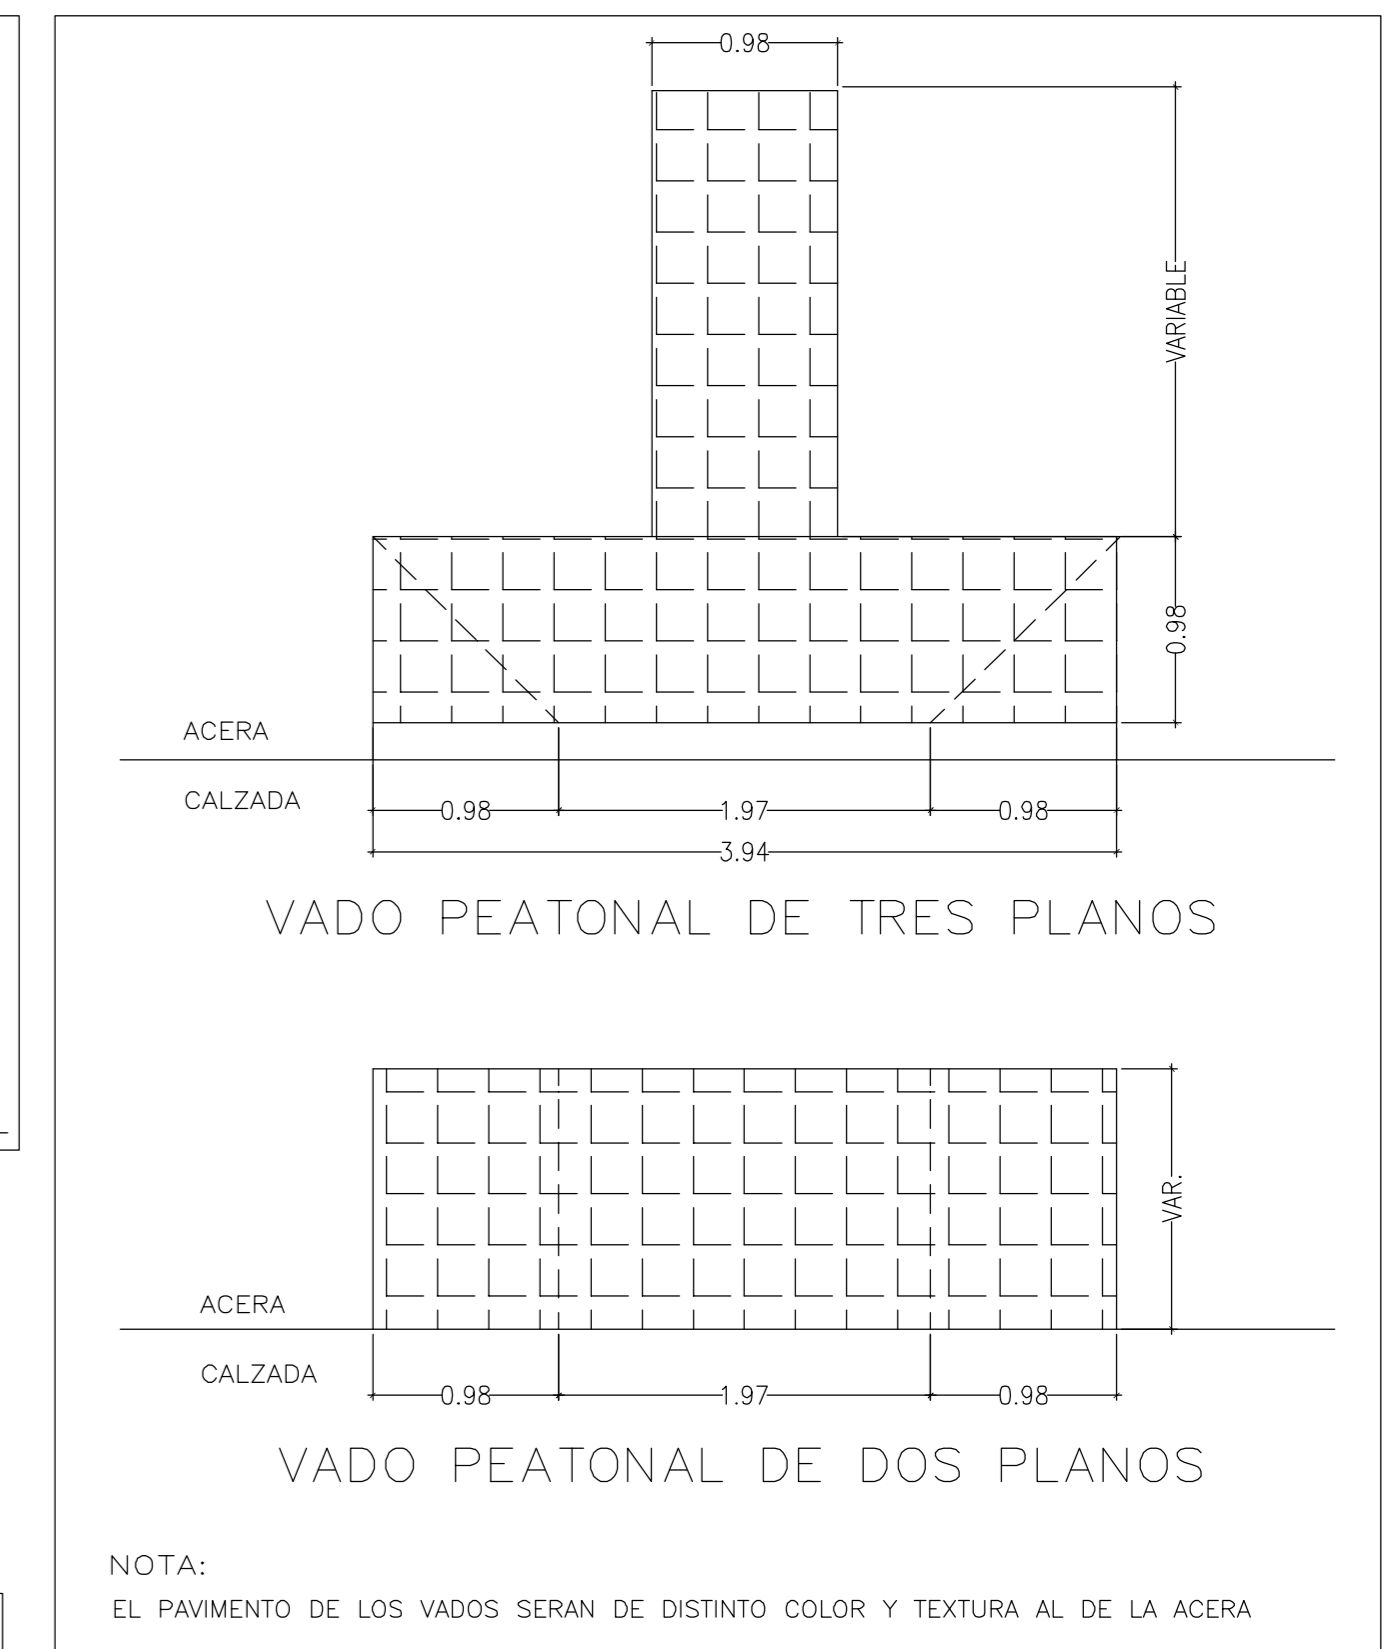 0.98
VARIABLE
0.98
ACERA
CALZADA
0.98 1.97 0.98
3.94
VADO PEATONAL DE TRES PLANOS
VAR.
ACERA
CALZADA
0.98 1.97 0.98
VADO PEATONAL DE DOS PLANOS
NOTA:
EL PAVIMENTO DE LOS VADOS SERAN DE DISTINTO COLOR Y TEXTURA AL DE LA ACERA